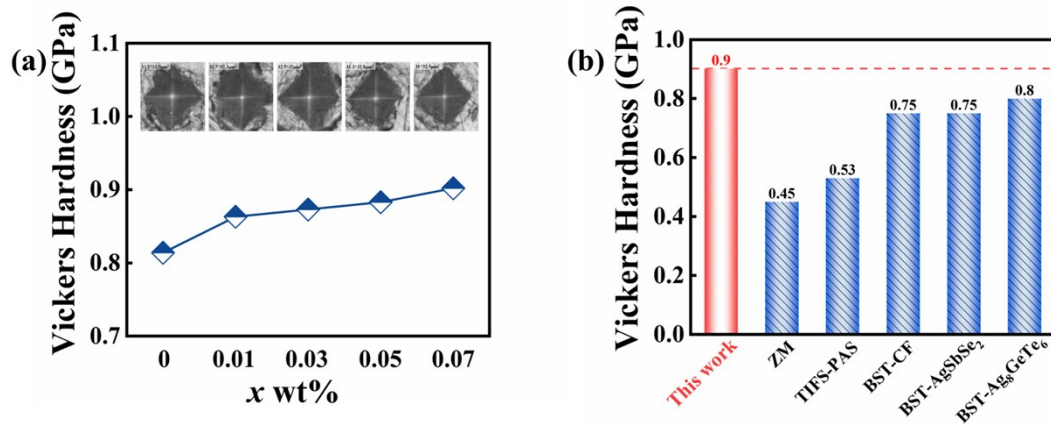 (a)
Vickers Hardness (GPa)
1.1
1.0
0.9
0.8
0.7
0 0.01 0.03 0.05 0.07
x wt%
(b)
Vickers Hardness (GPa)
1.0
0.8
0.6
0.4
0.2
0.0
0.9
0.45
0.53
0.75
0.75
0.8
This work
ZM
TIFS-PAS
BST-CF
BST-AgSbSe₂
BST-Ag₈GeTe₆